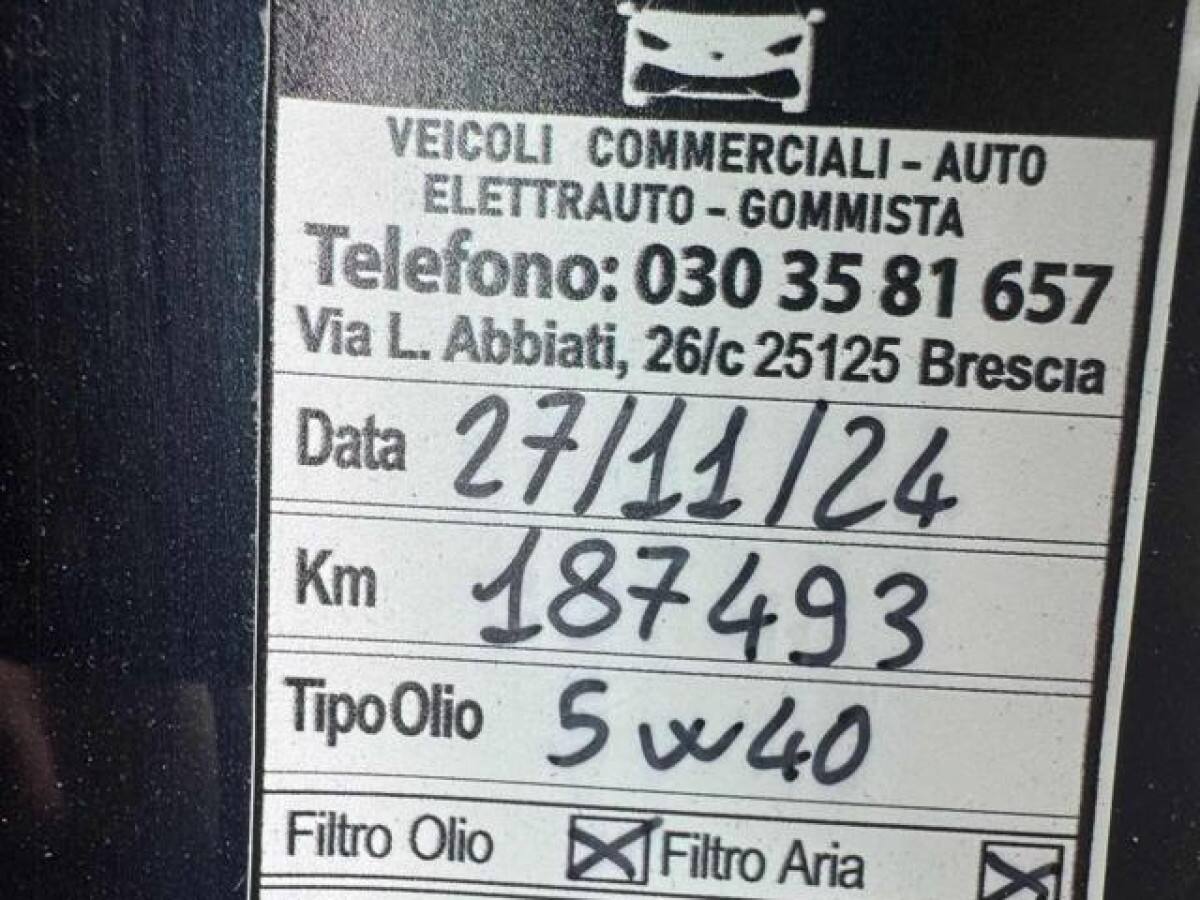 VEICOLI COMMERCIALI - AUTO
ELETTRAUTO - GOMMISTA
Telefono: 030 35 81 657
Via L. Abbiati, 26/c 25125 Brescia
Data 27/11/24
Km 187493
Tipo Olio 5w40
Filtro Olio X Filtro Aria X